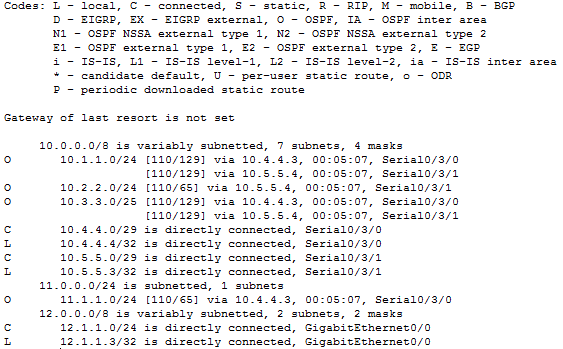 Codes: L - local, C - connected, S - static, R - RIP, M - mobile, B - BGP
D - EIGRP, EX - EIGRP external, O - OSPF, IA - OSPF inter area
N1 - OSPF NSSA external type 1, N2 - OSPF NSSA external type 2
E1 - OSPF external type 1, E2 - OSPF external type 2, E - EGP
i - IS-IS, L1 - IS-IS level-1, L2 - IS-IS level-2, ia - IS-IS inter area
* - candidate default, U - per-user static route, o - ODR
P - periodic downloaded static route
Gateway of last resort is not set
10.0.0.0/8 is variably subnetted, 7 subnets, 4 masks
O 10.1.1.0/24 [110/129] via 10.4.4.3, 00:05:07, Serial0/3/0
[110/129] via 10.5.5.4, 00:05:07, Serial0/3/1
O 10.2.2.0/24 [110/65] via 10.5.5.4, 00:05:07, Serial0/3/1
O 10.3.3.0/25 [110/129] via 10.4.4.3, 00:05:07, Serial0/3/0
[110/129] via 10.5.5.4, 00:05:07, Serial0/3/1
C 10.4.4.0/29 is directly connected, Serial0/3/0
L 10.4.4.4/32 is directly connected, Serial0/3/0
C 10.5.5.0/29 is directly connected, Serial0/3/1
L 10.5.5.3/32 is directly connected, Serial0/3/1
11.0.0.0/24 is subnetted, 1 subnets
O 11.1.1.0/24 [110/65] via 10.4.4.3, 00:05:07, Serial0/3/0
12.0.0.0/8 is variably subnetted, 2 subnets, 2 masks
C 12.1.1.0/24 is directly connected, GigabitEthernet0/0
L 12.1.1.3/32 is directly connected, GigabitEthernet0/0